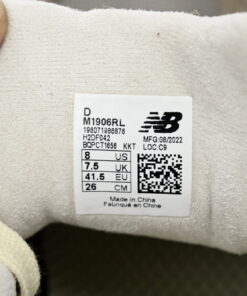 D
M1906RL
196071986876
H2DF042
BQPCT1656 KKT
NB
MFG:08/2022
LOC:C9
8 US
7.5 UK
41.5 EU
26 CM
Made in China
Fabriqué en Chine